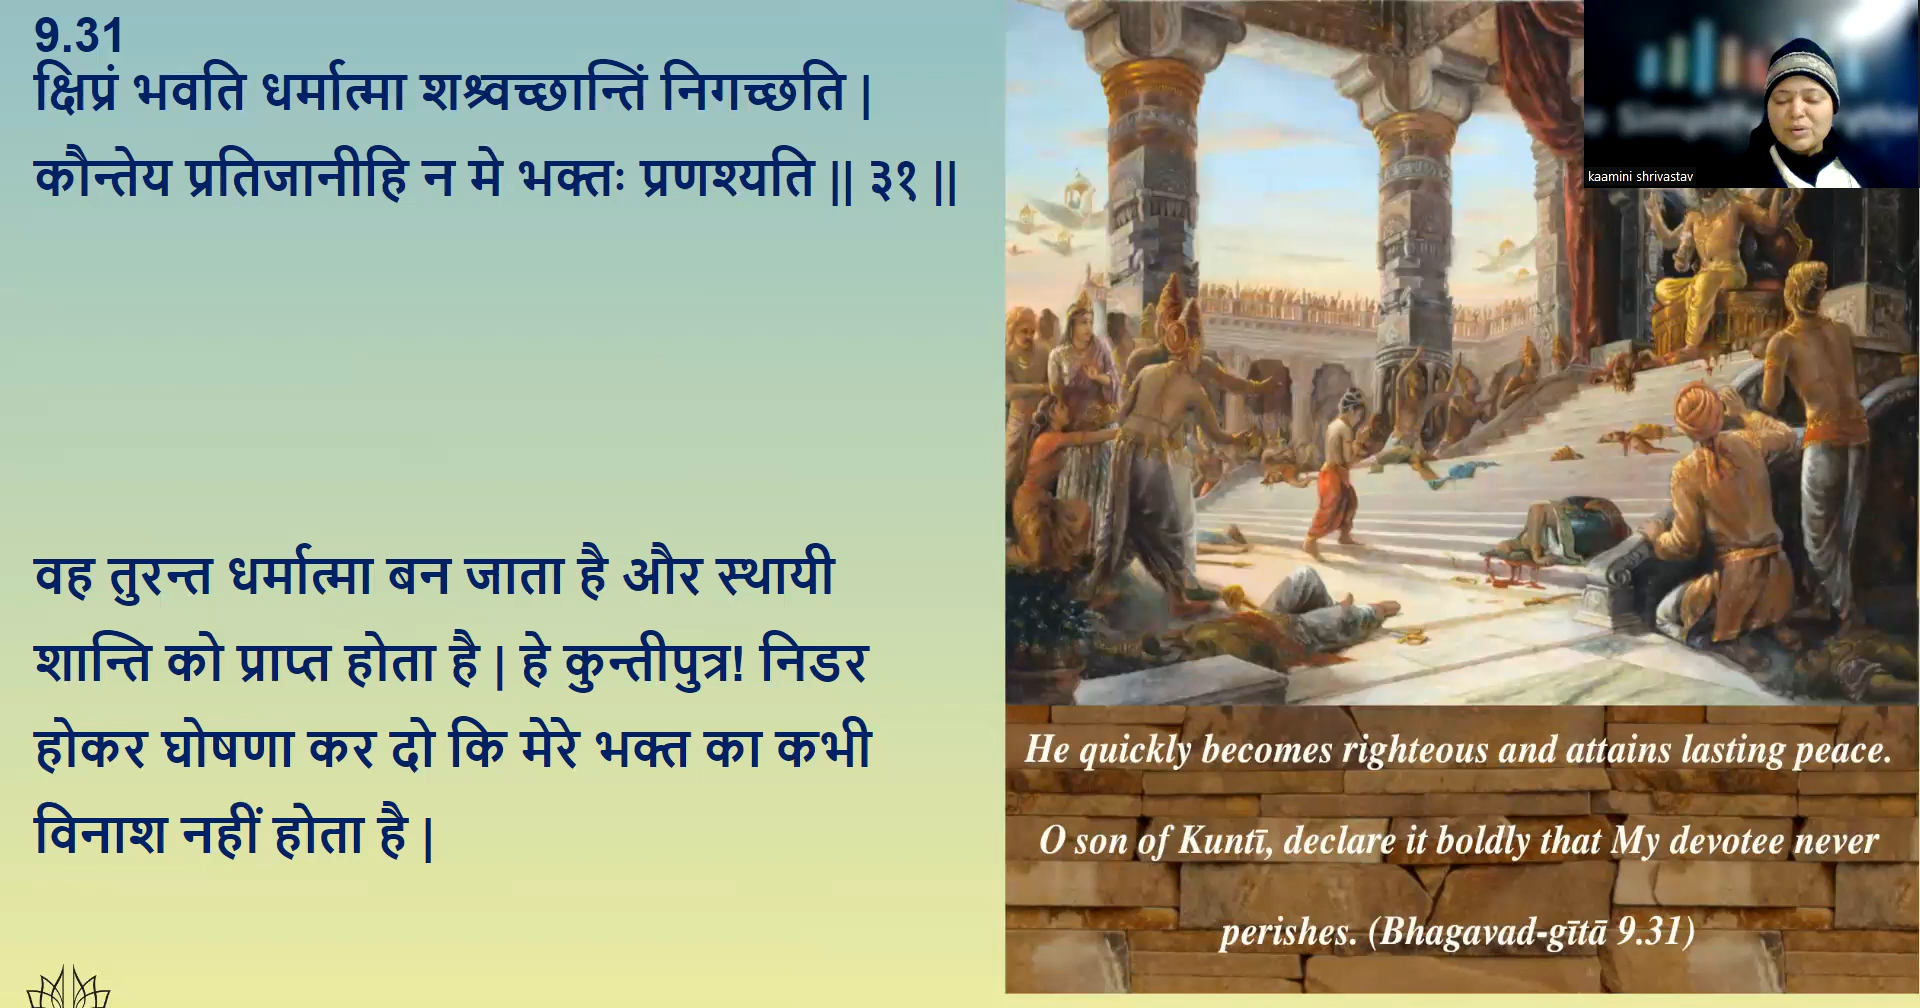 9.31
क्षिप्रं भवति धर्मात्मा शश्र्वच्छान्तिं निगच्छति |
कौन्तेय प्रतिजानीहि न मे भक्तः प्रणश्यति || ३१ ||
वह तुरन्त धर्मात्मा बन जाता है और स्थायी
शान्ति को प्राप्त होता है | हे कुन्तीपुत्र! निडर
होकर घोषणा कर दो कि मेरे भक्त का कभी
विनाश नहीं होता है |
kaamini shrivastav
He quickly becomes righteous and attains lasting peace.
O son of Kuntī, declare it boldly that My devotee never
perishes. (Bhagavad-gītā 9.31)